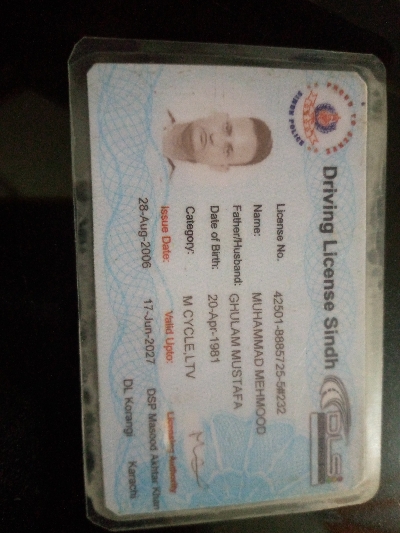 PROUD TO SERVE
SINDH POLICE
Driving License Sindh
DLS
License No. 42501-8885725-5#232
Name: MUHAMMAD MEHMOOD
Father/Husband: GHULAM MUSTAFA
Date of Birth: 20-Apr-1981
Category: M CYCLE,LTV
Issue Date: Valid Upto: Licensing Authority
28-Aug-2006 17-Jun-2027 DSP Masood Akhtar Khan
DL Korangi Karachi